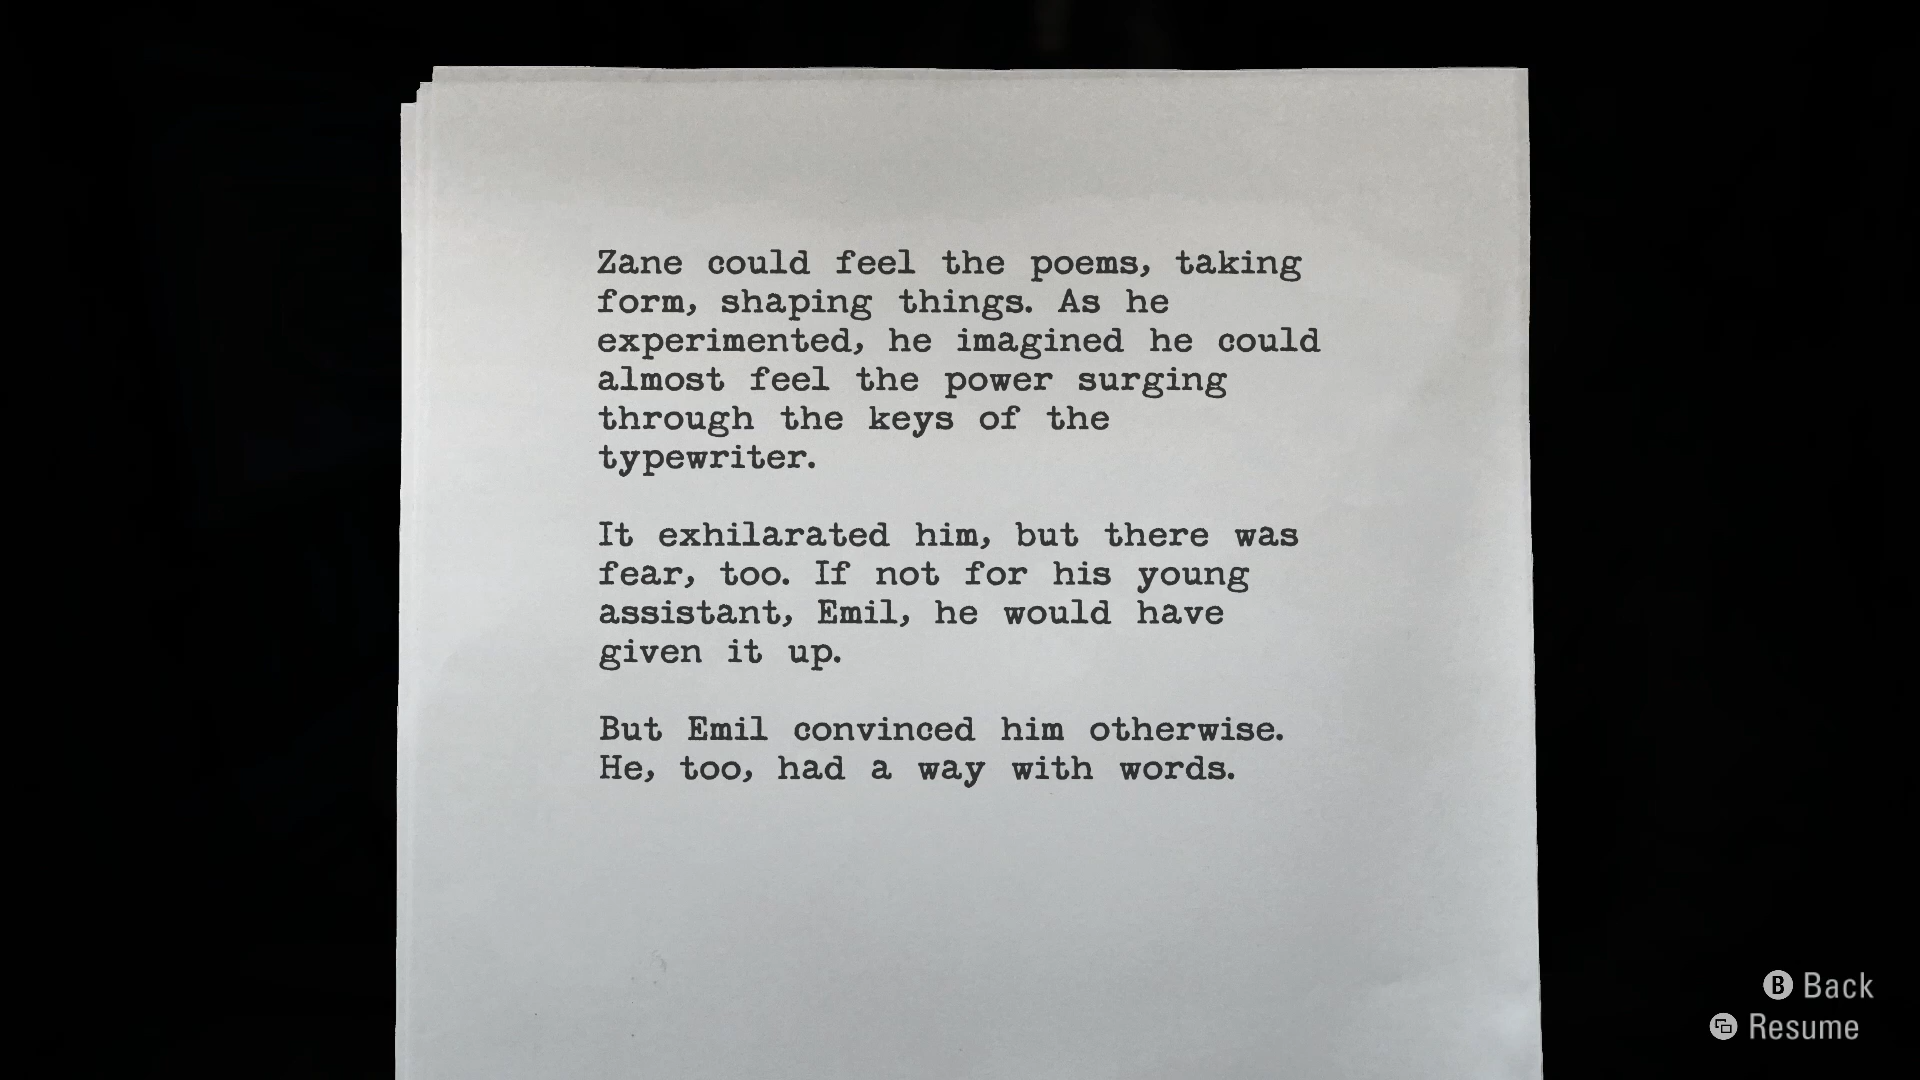 Zane could feel the poems, taking
form, shaping things. As he
experimented, he imagined he could
almost feel the power surging
through the keys of the
typewriter.
It exhilarated him, but there was
fear, too. If not for his young
assistant, Emil, he would have
given it up.
But Emil convinced him otherwise.
He, too, had a way with words.
B Back
Resume